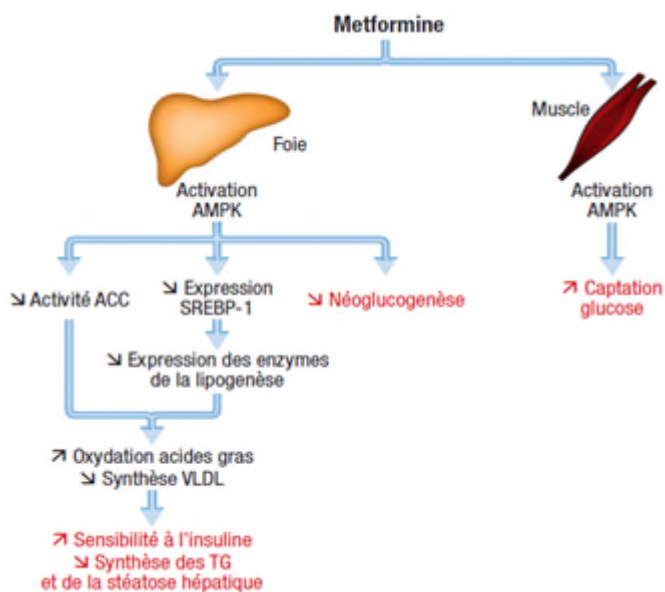 Metformine
Foie
Muscle
Activation
AMPK
Activation
AMPK
↘ Activité ACC
↘ Expression
SREBP-1
↘ Néoglucogenèse
↗ Captation
glucose
↘ Expression des enzymes
de la lipogenèse
↗ Oxydation acides gras
↘ Synthèse VLDL
↗ Sensibilité à l'insuline
↘ Synthèse des TG
et de la stéatose hépatique